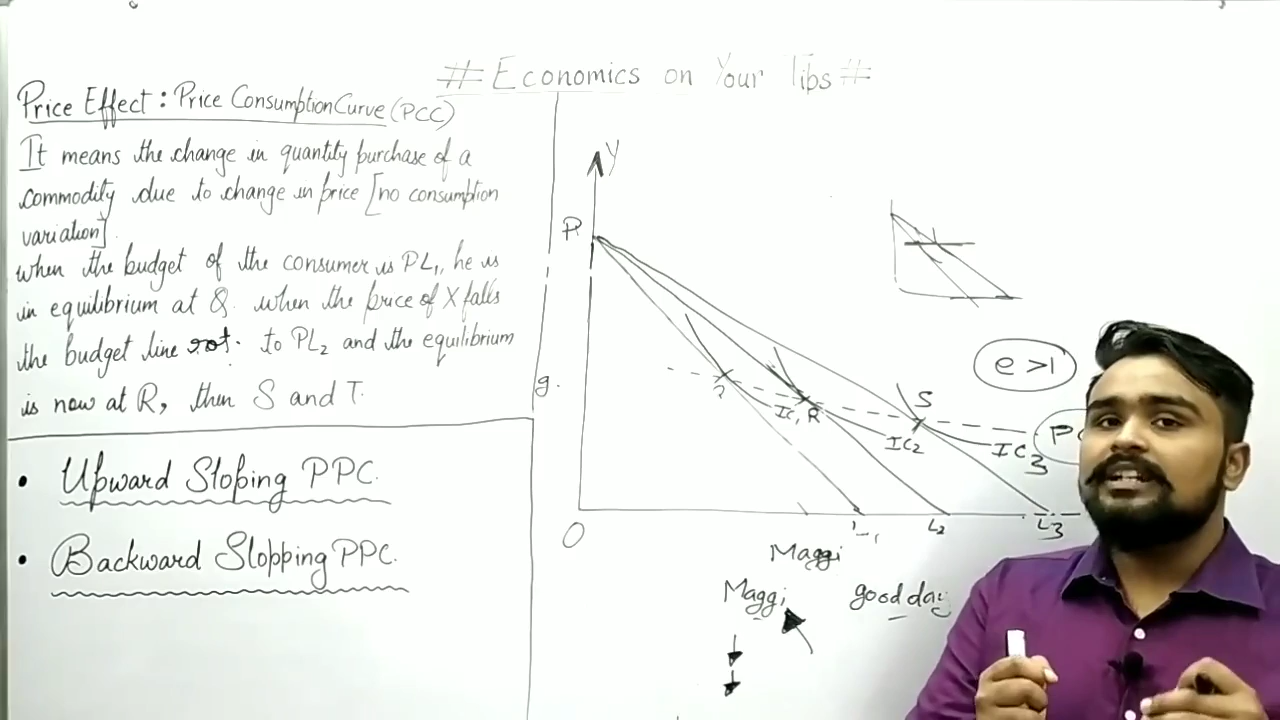 # Economics on Your Tips #
Price Effect : Price Consumption Curve (PCC)
It means the change in quantity purchase of a
commodity due to change in price [no consumption
variation].
when the budget of the consumer is PL1, he is
in equilibrium at Q. when the price of X falls
the budget line rot. to PL2 and the equilibrium
is now at R, then S and T.
• Upward Sloping PPC.
• Backward Slopping PPC.
Y
P
e >1
g.
S
IC1 R
IC2
IC3
P
O
L1
L2
L3
Maggi
Maggi
good day